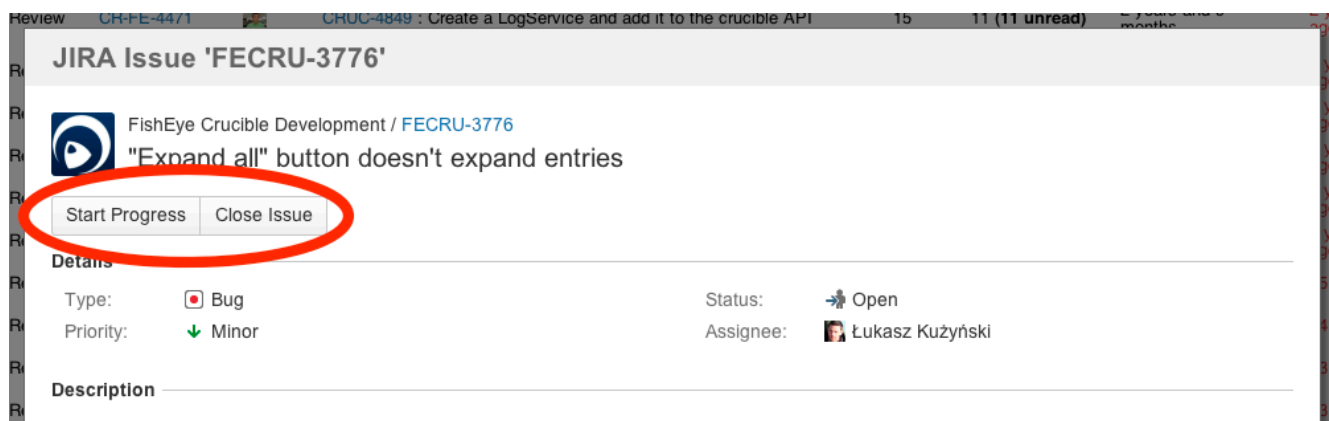 Review CR-FE-4471 CRUC-4849 : Create a LogService and add it to the crucible API 15 11 (11 unread)
months
JIRA Issue 'FECRU-3776'
FishEye Crucible Development / FECRU-3776
"Expand all" button doesn't expand entries
Start Progress Close Issue
Details
Type: Bug Status: Open
Priority: Minor Assignee: Łukasz Kużyński
Description